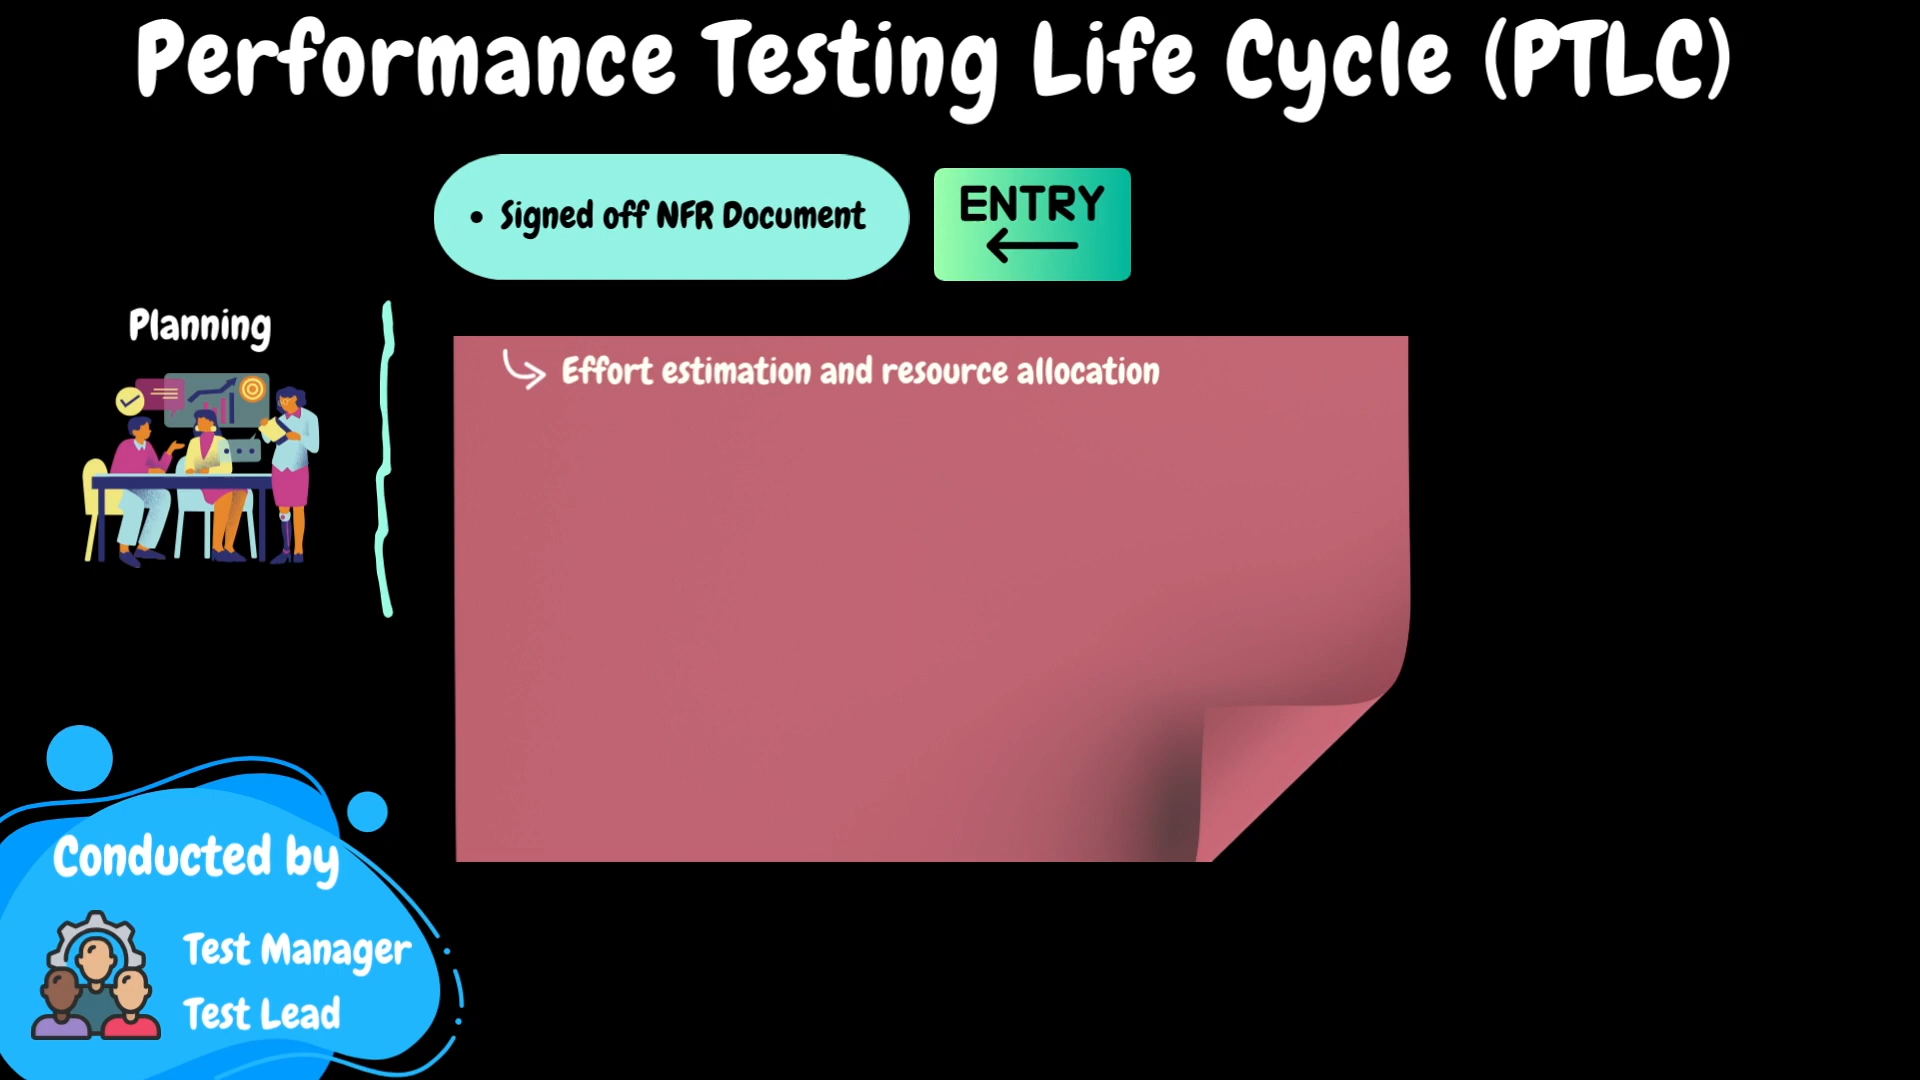 Performance Testing Life Cycle (PTLC)
• Signed off NFR Document
ENTRY
Planning
Effort estimation and resource allocation
Conducted by
Test Manager
Test Lead